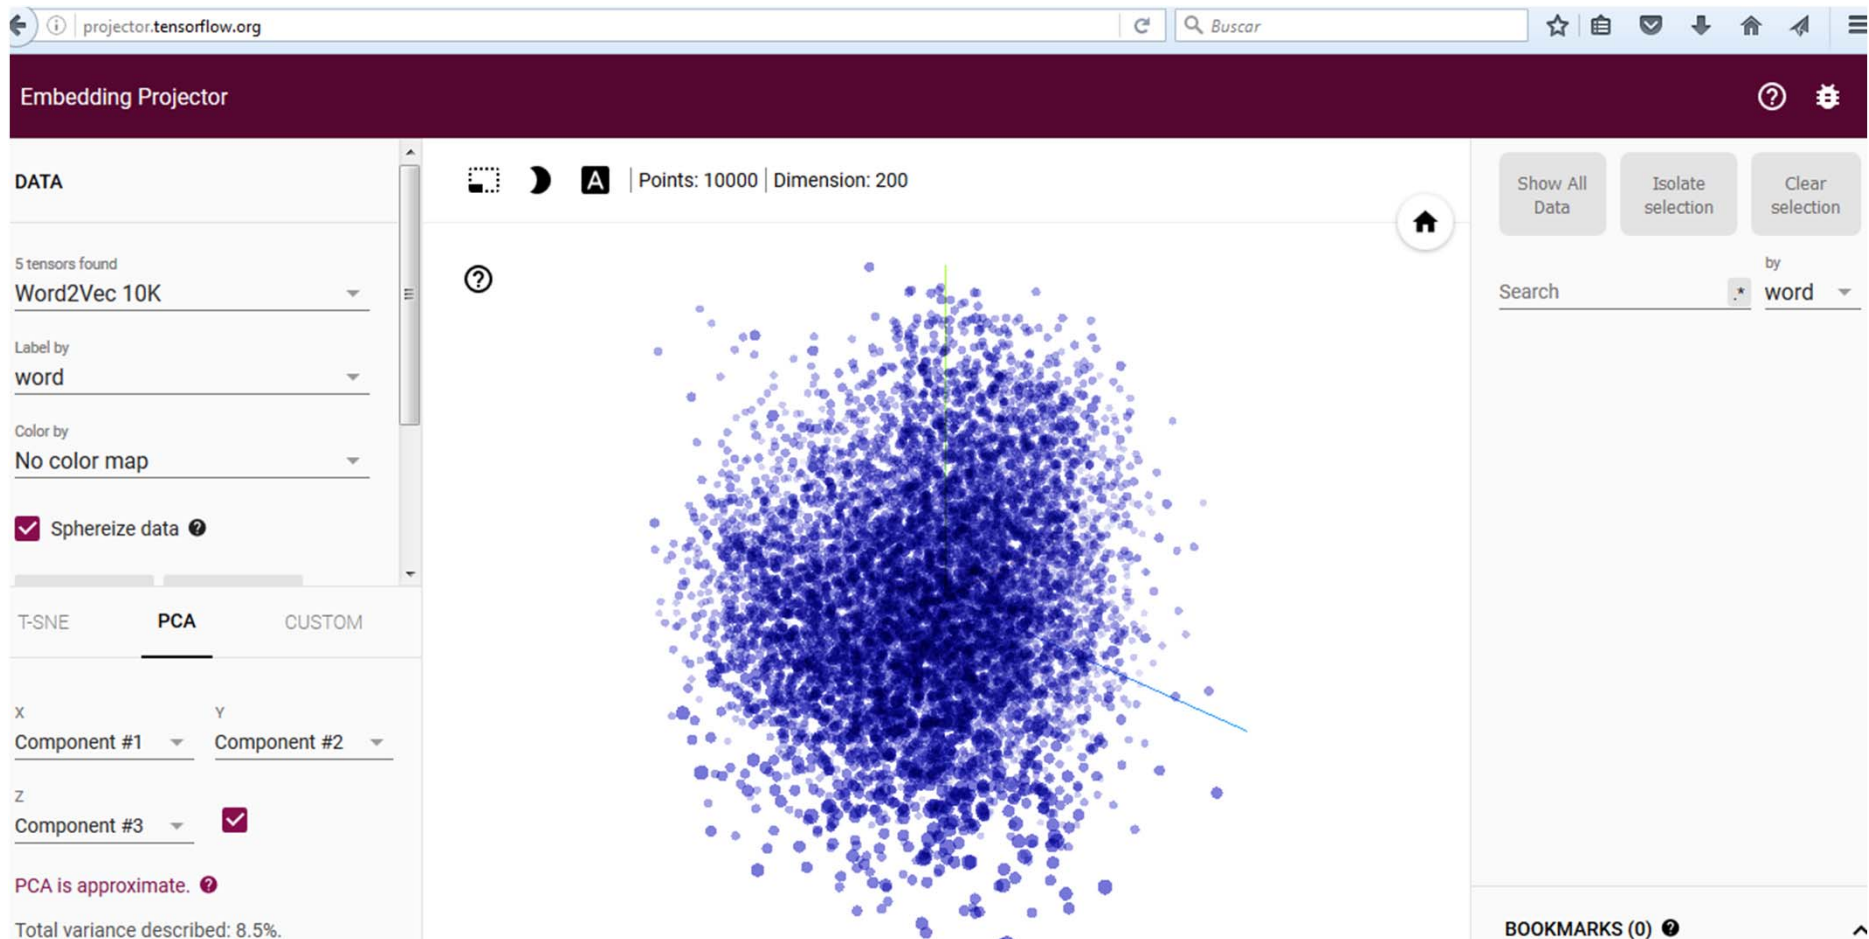 projector.tensorflow.org
Buscar
Embedding Projector
DATA
5 tensors found
Word2Vec 10K
Label by
word
Color by
No color map
Sphereize data
T-SNE PCA CUSTOM
X Y
Component #1 Component #2
Z
Component #3
PCA is approximate.
Total variance described: 8.5%.
A
Points: 10000 | Dimension: 200
Show All
Data
Isolate
selection
Clear
selection
by
Search .* word
BOOKMARKS (0)